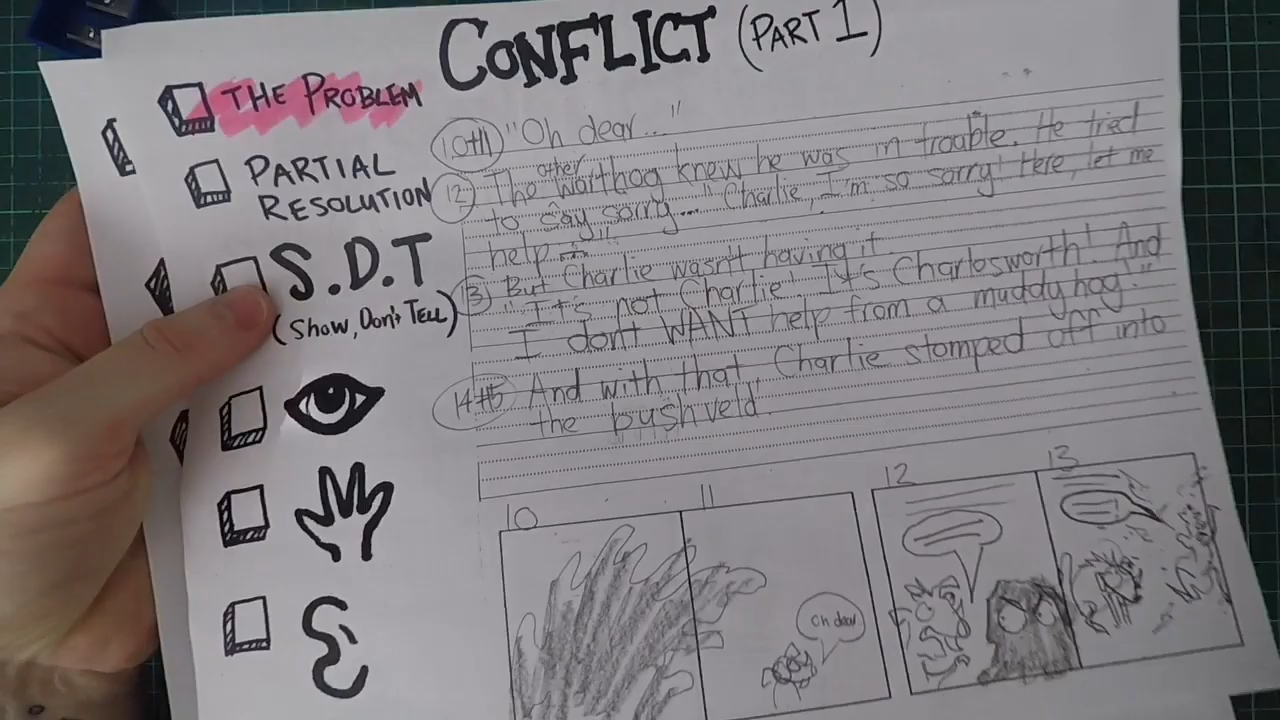 CONFLICT (PART 1)
THE PROBLEM
PARTIAL
RESOLUTION
S.D.T
(SHOW, DON'T TELL)
10+11 "Oh dear..."
other
12 The warthog knew he was in trouble. He tried
to say sorry... "Charlie, I'm so sorry! Here, let me
help..."
13 But Charlie wasn't having it.
"It's not Charlie! It's Charlesworth! And
I don't WANT help from a muddy hog!"
14+15 And with that, Charlie stomped off into
the bushveld.
10
11
12
13
Oh dear